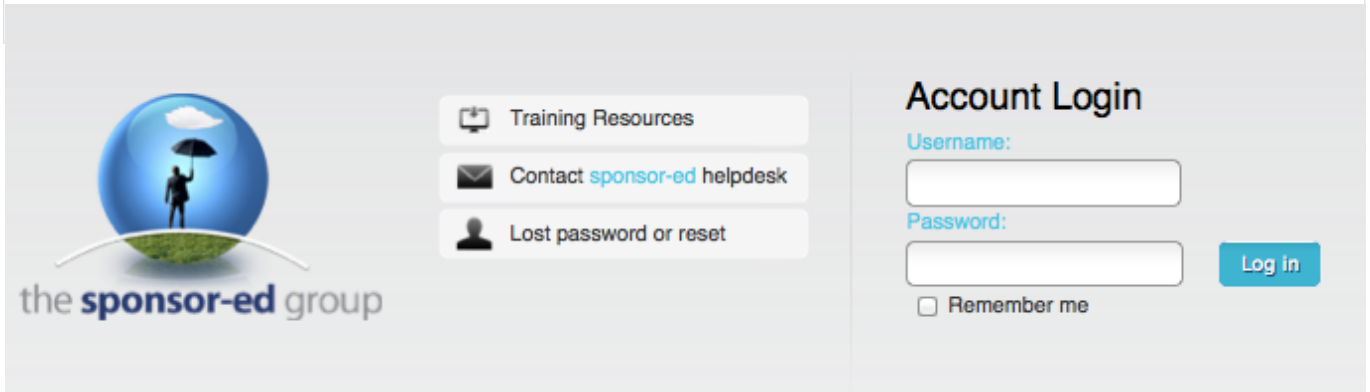 the sponsor-ed group
Training Resources
Contact sponsor-ed helpdesk
Lost password or reset
Account Login
Username:
Password:
Log in
Remember me